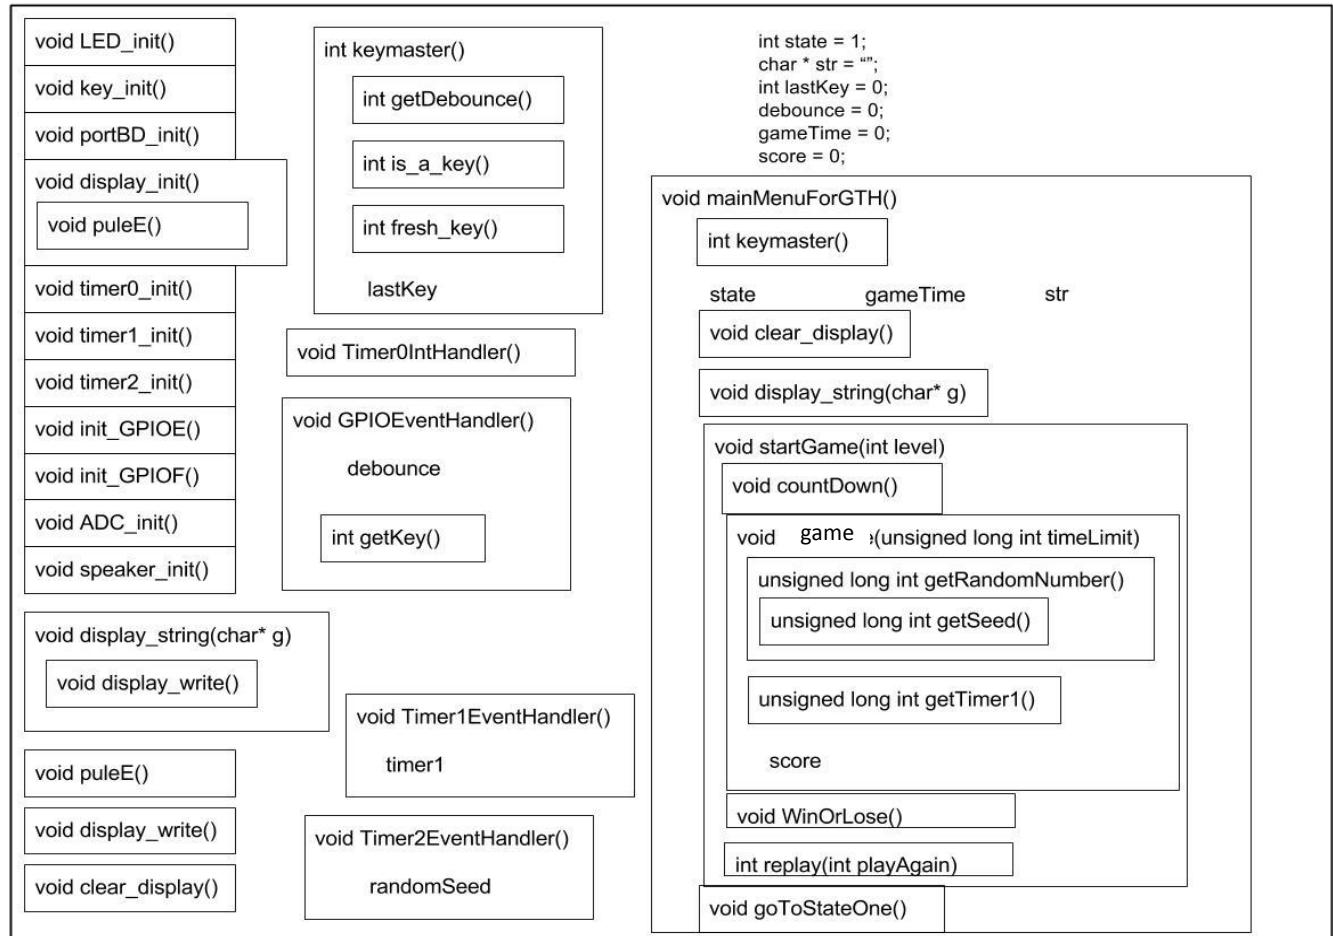 void LED_init()
void key_init()
void portBD_init()
void display_init()
void puleE()
void timer0_init()
void timer1_init()
void timer2_init()
void init_GPIOE()
void init_GPIOF()
void ADC_init()
void speaker_init()
void display_string(char* g)
void display_write()
void puleE()
void display_write()
void clear_display()
int keymaster()
int getDebounce()
int is_a_key()
int fresh_key()
lastKey
void Timer0IntHandler()
void GPIOEventHandler()
debounce
int getKey()
void Timer1EventHandler()
timer1
void Timer2EventHandler()
randomSeed
int state = 1;
char * str = “”;
int lastKey = 0;
debounce = 0;
gameTime = 0;
score = 0;
void mainMenuForGTH()
int keymaster()
state gameTime str
void clear_display()
void display_string(char* g)
void startGame(int level)
void countDown()
void game (unsigned long int timeLimit)
unsigned long int getRandomNumber()
unsigned long int getSeed()
unsigned long int getTimer1()
score
void WinOrLose()
int replay(int playAgain)
void goToStateOne()